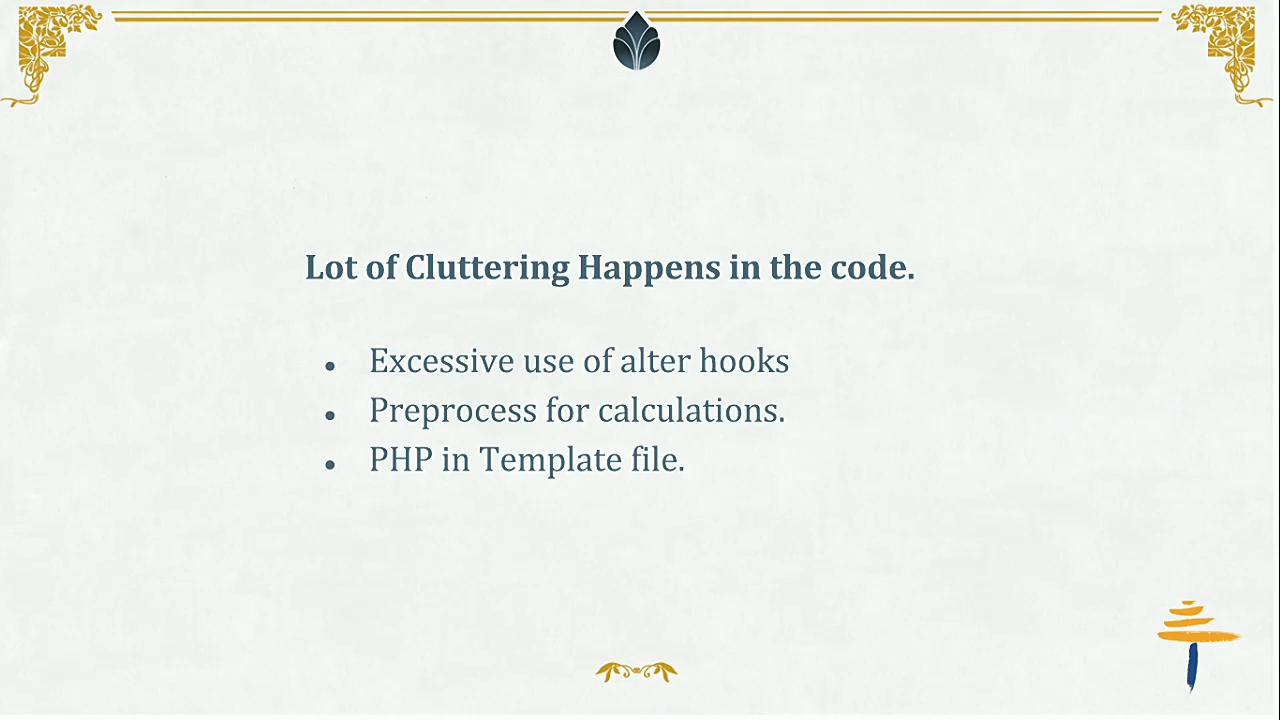 Lot of Cluttering Happens in the code.
• Excessive use of alter hooks
• Preprocess for calculations.
• PHP in Template file.